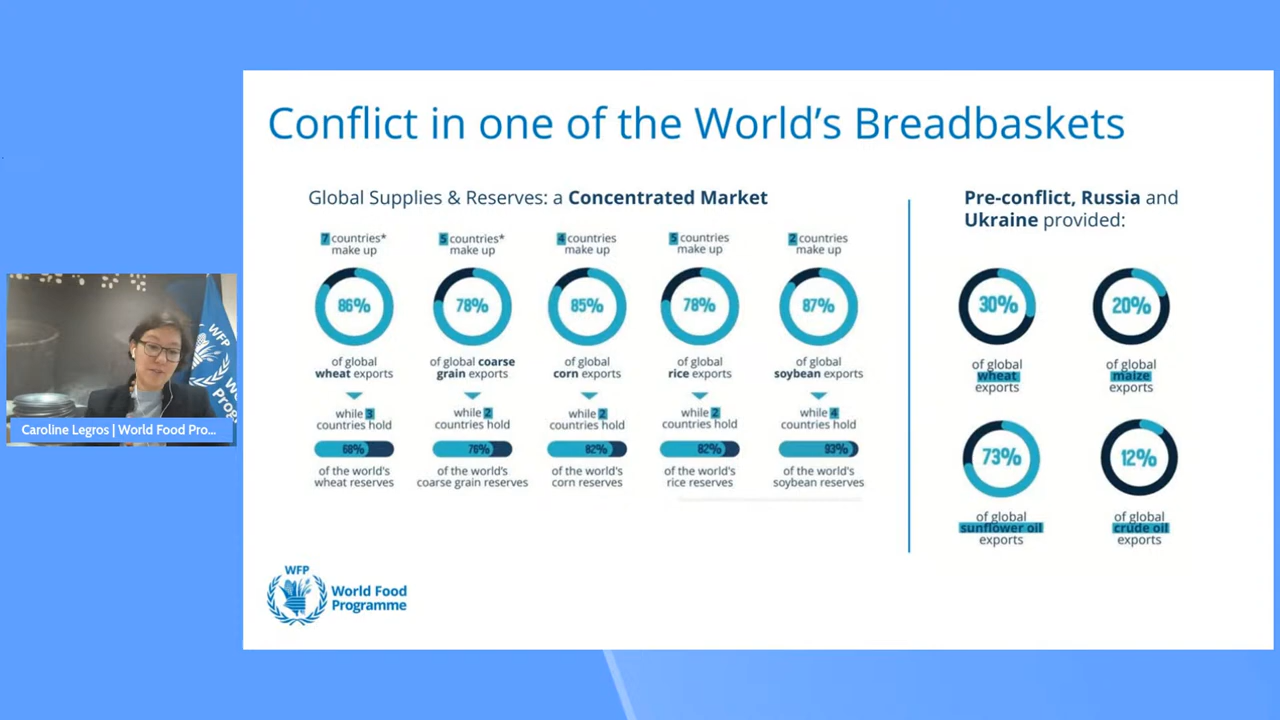 Conflict in one of the World's Breadbaskets
Global Supplies & Reserves: a Concentrated Market
7 countries*
make up
86%
of global
wheat exports
while 3
countries hold
68%
of the world's
wheat reserves
5 countries*
make up
78%
of global coarse
grain exports
while 2
countries hold
76%
of the world's
coarse grain reserves
4 countries
make up
85%
of global
corn exports
while 2
countries hold
82%
of the world's
corn reserves
5 countries
make up
78%
of global
rice exports
while 2
countries hold
82%
of the world's
rice reserves
2 countries
make up
87%
of global
soybean exports
while 4
countries hold
93%
of the world's
soybean reserves
Pre-conflict, Russia and
Ukraine provided:
30%
of global
wheat
exports
20%
of global
maize
exports
73%
of global
sunflower oil
exports
12%
of global
crude oil
exports
WFP
World Food
Programme
WFP
Caroline Legros | World Food Pro...